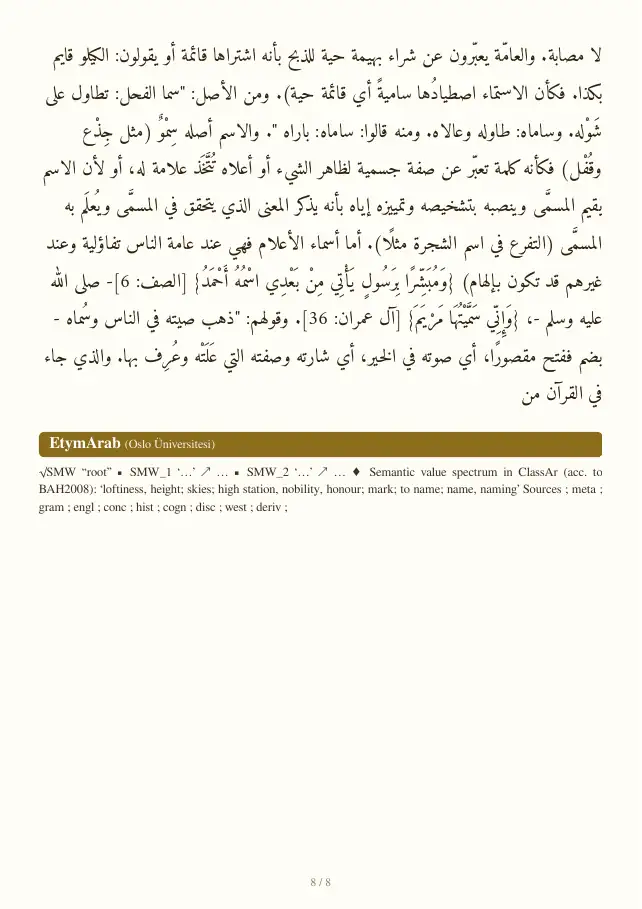 لا مصابة. والعامّة يعبّرون عن شراء بهيمة حية للذبح بأنه اشتراها قائمة أو يقولون: الكيلو قايم
بكذا. فكأن الاستماء اصطيادُها ساميةً أي قائمة حية). ومن الأصل: "سما الفحل: تطاول على
شَوْله. وساماه: طاوله وعالاه. ومنه قالوا: ساماه: باراه ". والاسم أصله سِمْوٌ (مثل جِذْع
وقُفْل) فكأنه كلمة تعبّر عن صفة جسمية لظاهر الشيء أو أعلاه تُتَّخَذ علامة له، أو لأن الاسم
يقيم المسمَّى وينصبه بتشخيصه وتمييزه إياه بأنه يذكر المعنى الذي يتحقق في المسمَّى ويُعلَم به
المسمَّى (التفرع في اسم الشجرة مثلًا). أما أسماء الأعلام فهي عند عامة الناس تفاؤلية وعند
غيرهم قد تكون بإلهام) {وَمُبَشِّرًا بِرَسُولٍ يَأْتِي مِنْ بَعْدِي اسْمُهُ أَحْمَدُ} [الصف: 6]- صلى الله
عليه وسلم -، {وَإِنِّي سَمَّيْتُهَا مَرْيَمَ} [آل عمران: 36]. وقولهم: "ذهب صيته في الناس وسُماه -
بضم ففتح مقصورًا، أي صوته في الخير، أي شارته وصفته التي عَلَتْه وعُرِف بها. والذي جاء
في القرآن من
EtymArab (Oslo Üniversitesi)
√SMW “root” ▪ SMW_1 ‘…’ ↗ … ▪ SMW_2 ‘…’ ↗ … ♦ Semantic value spectrum in ClassAr (acc. to
BAH2008): ‘loftiness, height; skies; high station, nobility, honour; mark; to name; name, naming’ Sources ; meta ;
gram ; engl ; conc ; hist ; cogn ; disc ; west ; deriv ;
8 / 8